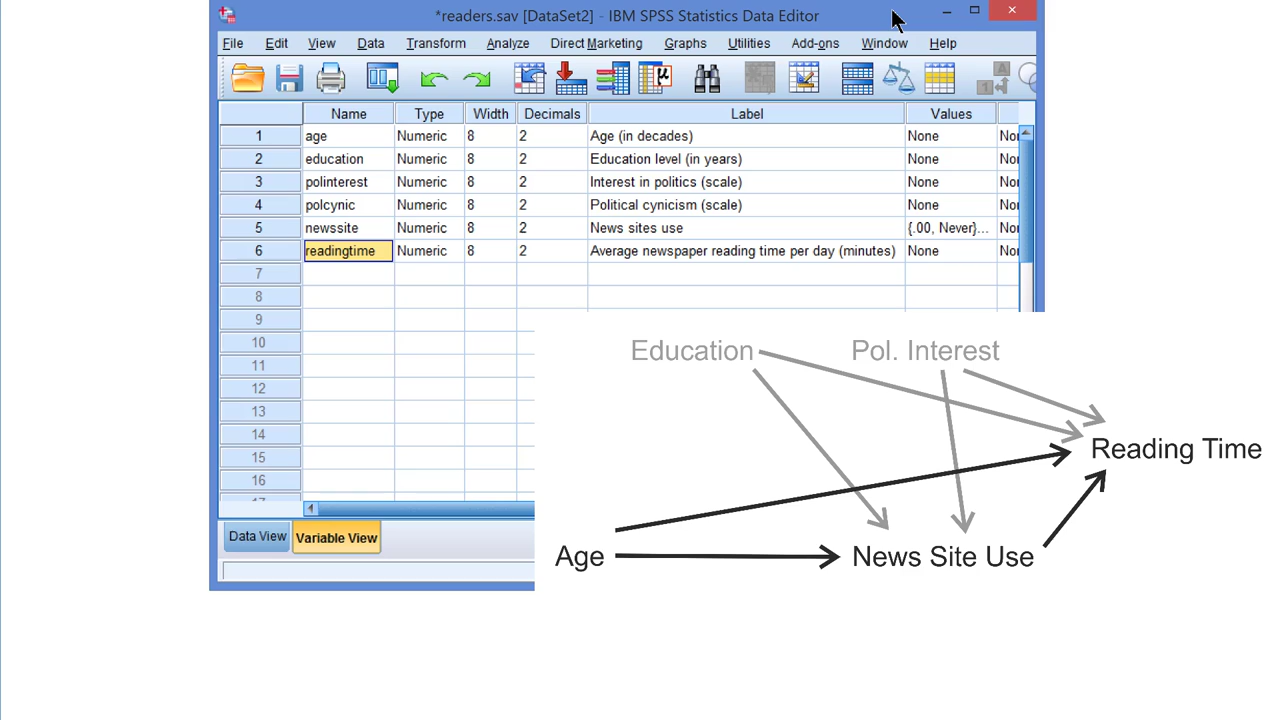 *readers.sav [DataSet2] - IBM SPSS Statistics Data Editor
File Edit View Data Transform Analyze Direct Marketing Graphs Utilities Add-ons Window Help
Name Type Width Decimals Label Values
1 age Numeric 8 2 Age (in decades) None
2 education Numeric 8 2 Education level (in years) None
3 polinterest Numeric 8 2 Interest in politics (scale) None
4 polcynic Numeric 8 2 Political cynicism (scale) None
5 newssite Numeric 8 2 News sites use {.00, Never}...
6 readingtime Numeric 8 2 Average newspaper reading time per day (minutes) None
7
8
9
10
11
12
13
14
15
16
Education Pol. Interest
Reading Time
Age News Site Use
Data View Variable View